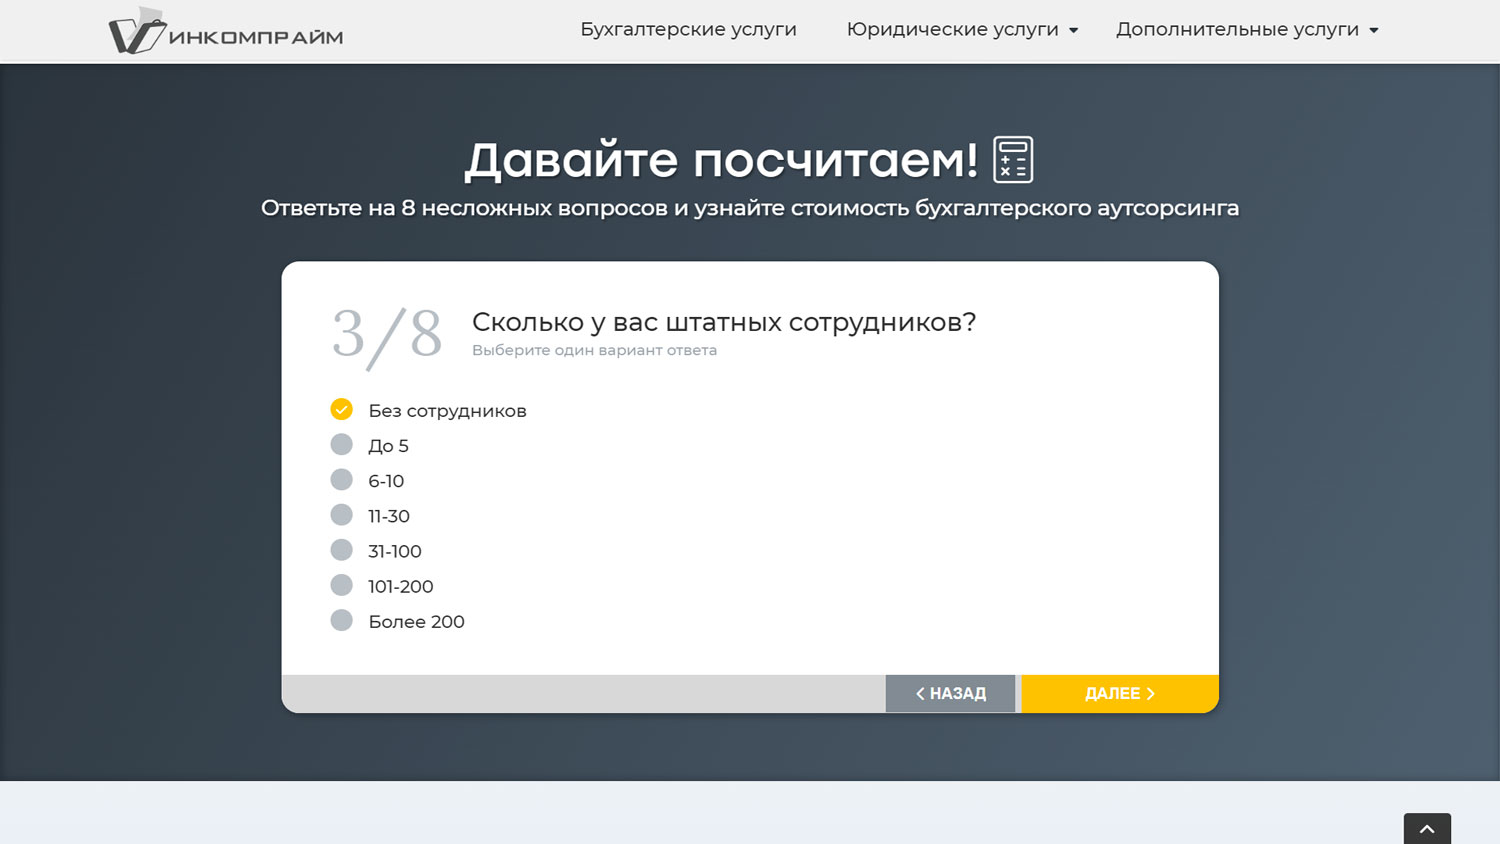 ИНКОМПРАЙМ
Бухгалтерские услуги
Юридические услуги
Дополнительные услуги
Давайте посчитаем!
Ответьте на 8 несложных вопросов и узнайте стоимость бухгалтерского аутсорсинга
3/8
Сколько у вас штатных сотрудников?
Выберите один вариант ответа
Без сотрудников
До 5
6-10
11-30
31-100
101-200
Более 200
НАЗАД
ДАЛЕЕ